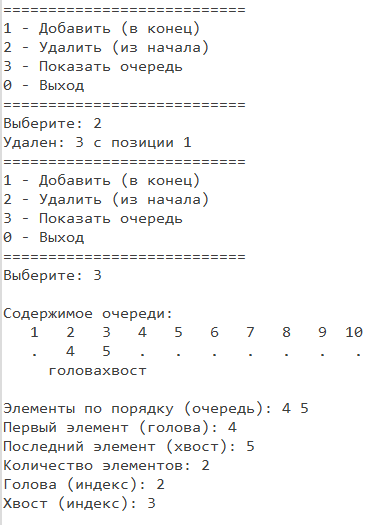 ===========================
1 - Добавить (в конец)
2 - Удалить (из начала)
3 - Показать очередь
0 - Выход
===========================
Выберите: 2
Удален: 3 с позиции 1
===========================
1 - Добавить (в конец)
2 - Удалить (из начала)
3 - Показать очередь
0 - Выход
===========================
Выберите: 3
Содержимое очереди:
1 2 3 4 5 6 7 8 9 10
. 4 5 . . . . . . .
головахвост
Элементы по порядку (очередь): 4 5
Первый элемент (голова): 4
Последний элемент (хвост): 5
Количество элементов: 2
Голова (индекс): 2
Хвост (индекс): 3